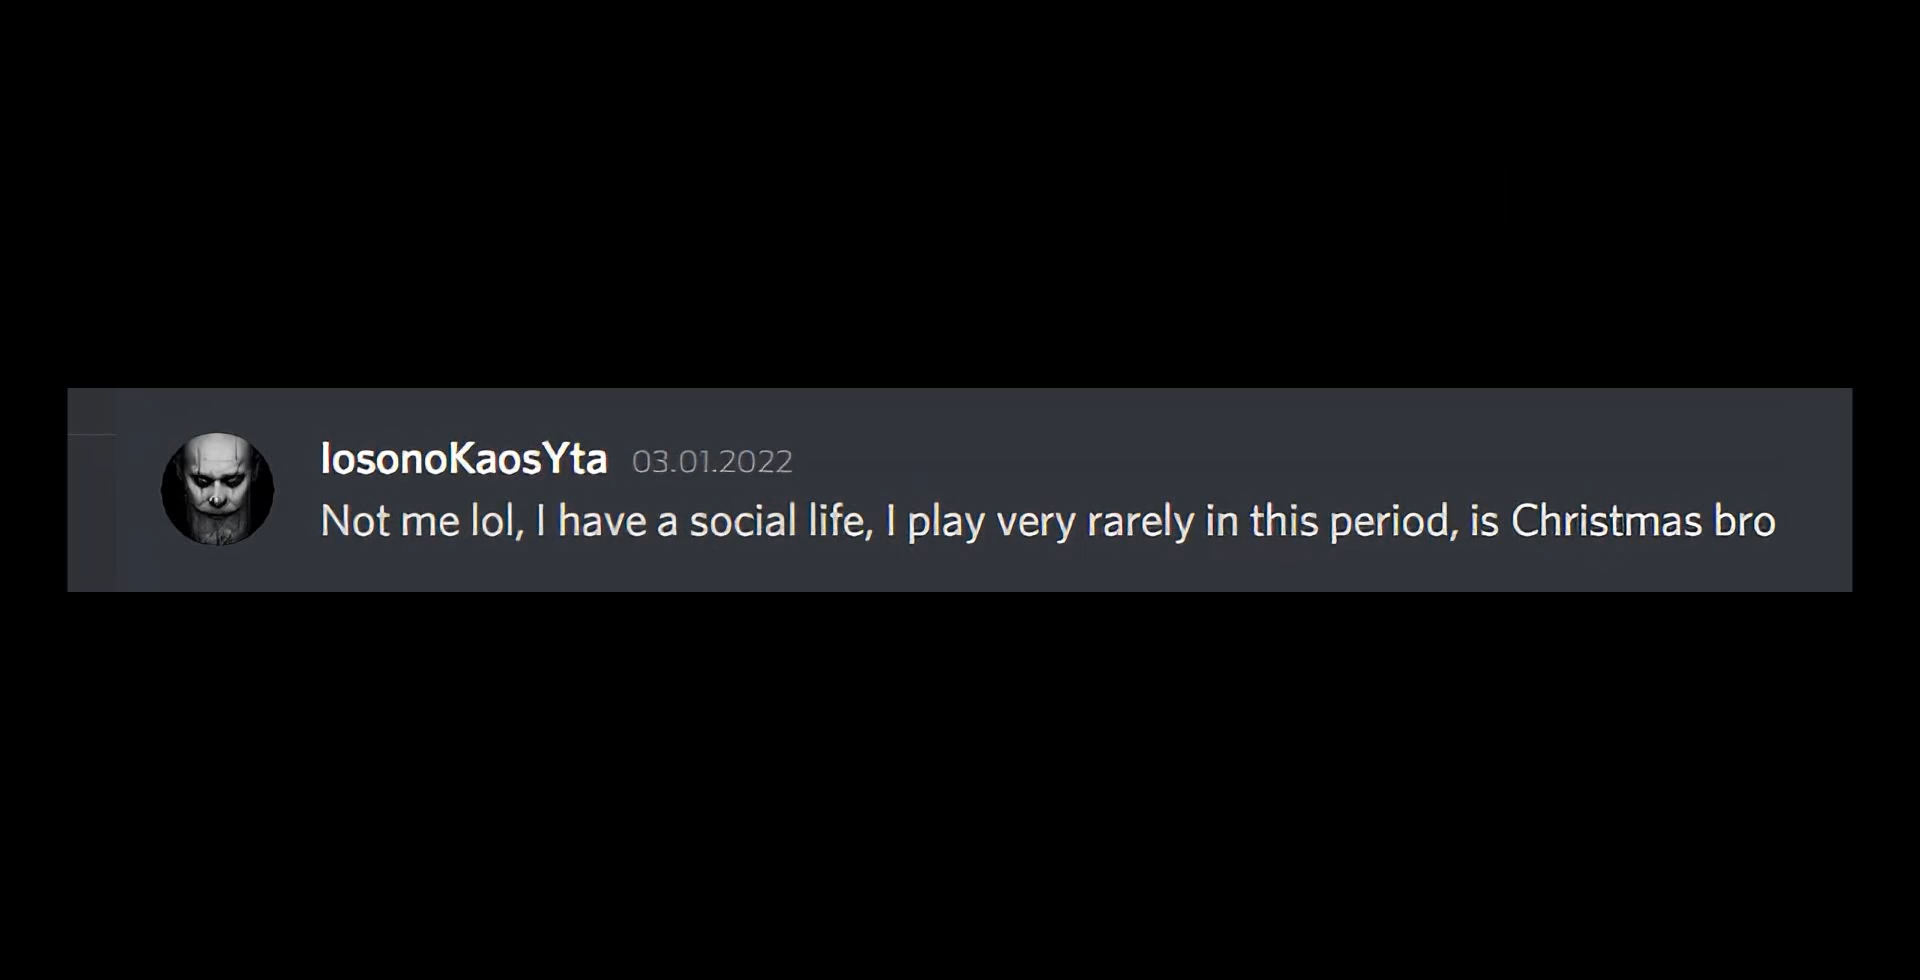 IosonoKaosYta 03.01.2022
Not me lol, I have a social life, I play very rarely in this period, is Christmas bro